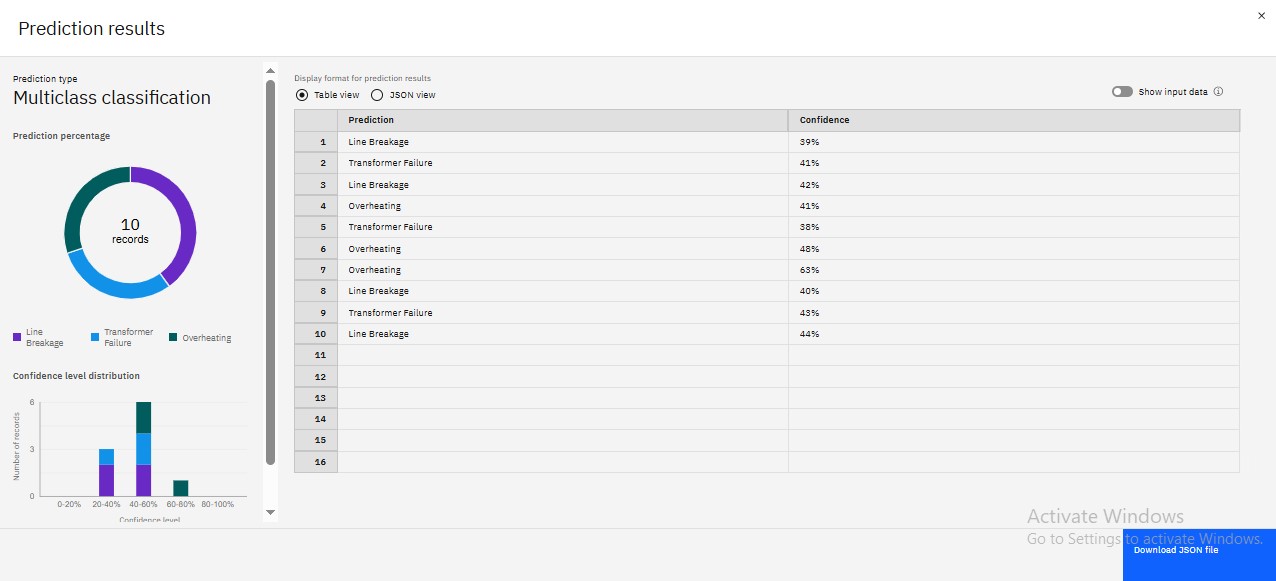 Prediction results
Prediction type
Multiclass classification
Prediction percentage
10
records
Line
Breakage
Transformer
Failure
Overheating
Confidence level distribution
Number of records
6
3
0
0-20% 20-40% 40-60% 60-80% 80-100%
Confidence level
Display format for prediction results
Table view JSON view
Show input data
Prediction Confidence
1 Line Breakage 39%
2 Transformer Failure 41%
3 Line Breakage 42%
4 Overheating 41%
5 Transformer Failure 38%
6 Overheating 48%
7 Overheating 63%
8 Line Breakage 40%
9 Transformer Failure 43%
10 Line Breakage 44%
11
12
13
14
15
16
Activate Windows
Go to Settings to activate Windows.
Download JSON file